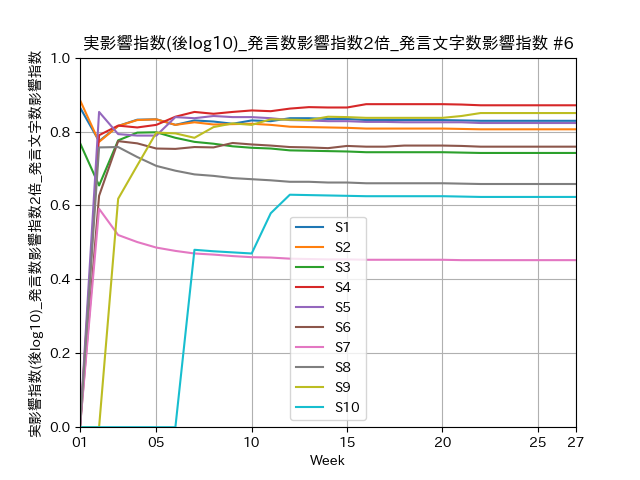 実影響指数(後log10)_発言数影響指数2倍_発言文字数影響指数 #6
実影響指数(後log10)_発言数影響指数2倍_発言文字数影響指数
1.0
0.8
0.6
0.4
0.2
0.0
S1
S2
S3
S4
S5
S6
S7
S8
S9
S10
01
05
10
15
20
25
27
Week